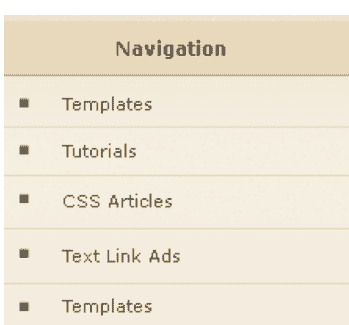 Navigation
Templates
Tutorials
CSS Articles
Text Link Ads
Templates